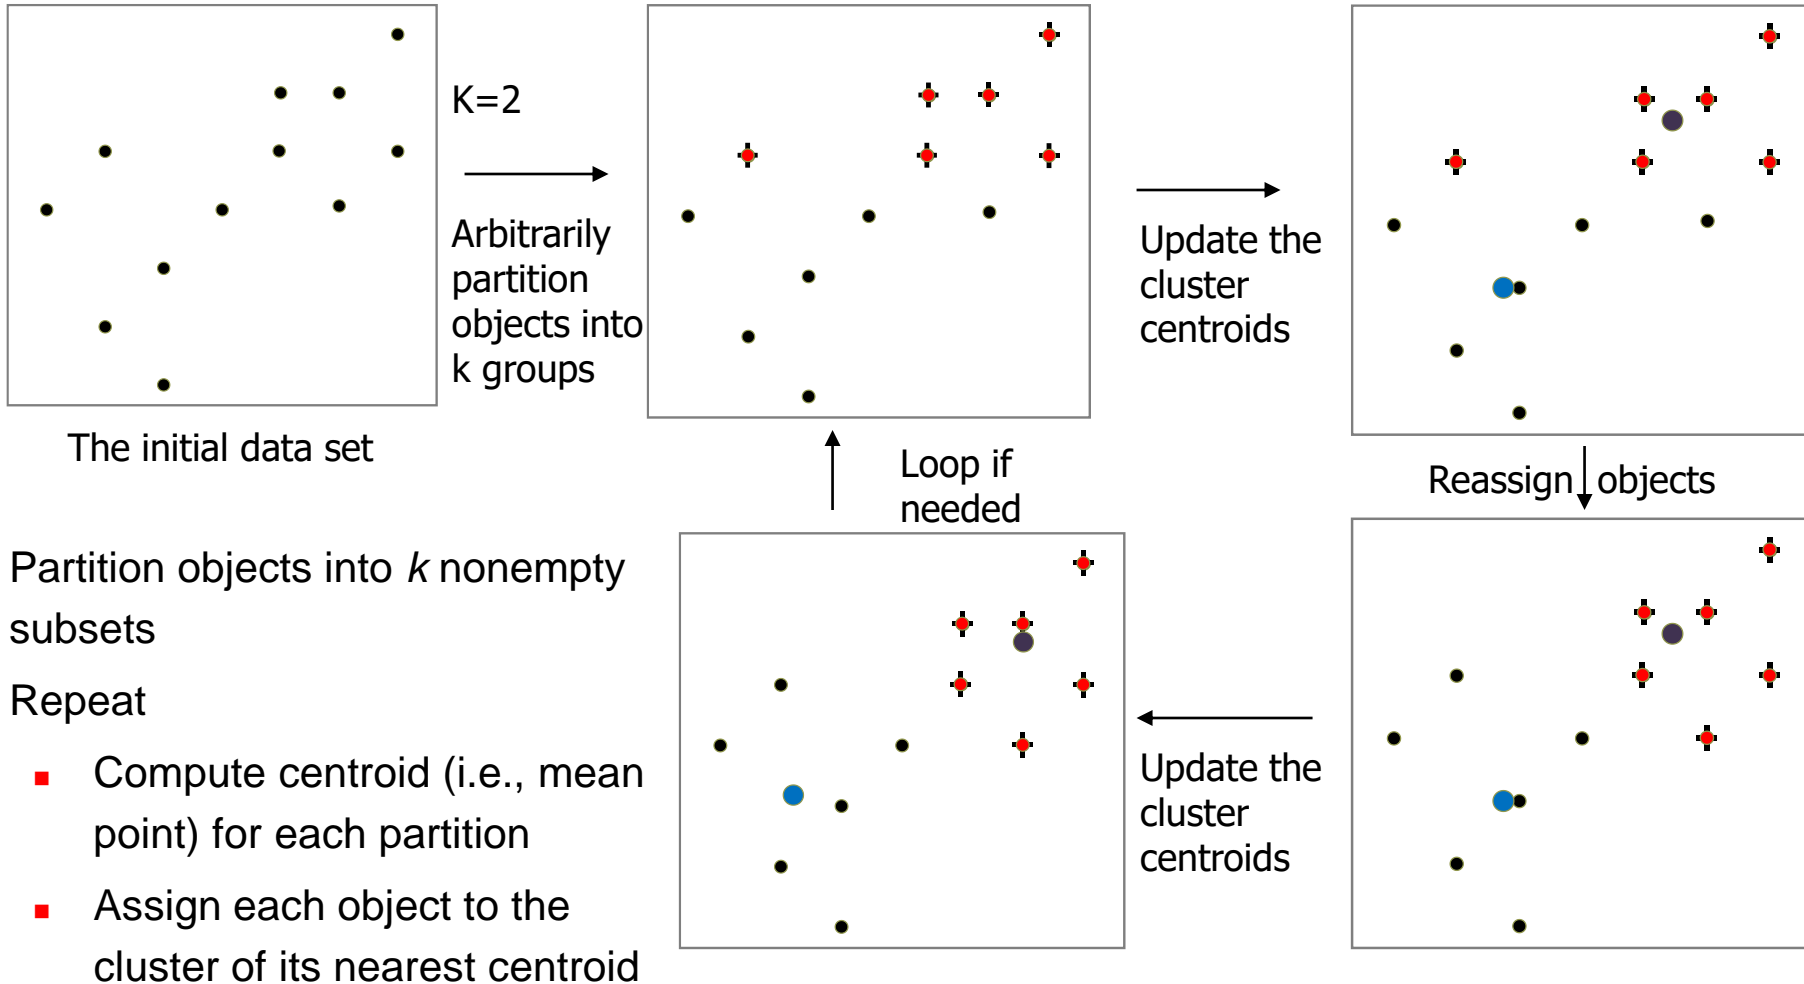 K=2
Arbitrarily
partition
objects into
k groups
Update the
cluster
centroids
The initial data set
Loop if
needed
Reassign objects
Partition objects into k nonempty
subsets
Repeat
Compute centroid (i.e., mean
point) for each partition
Assign each object to the
cluster of its nearest centroid
Update the
cluster
centroids